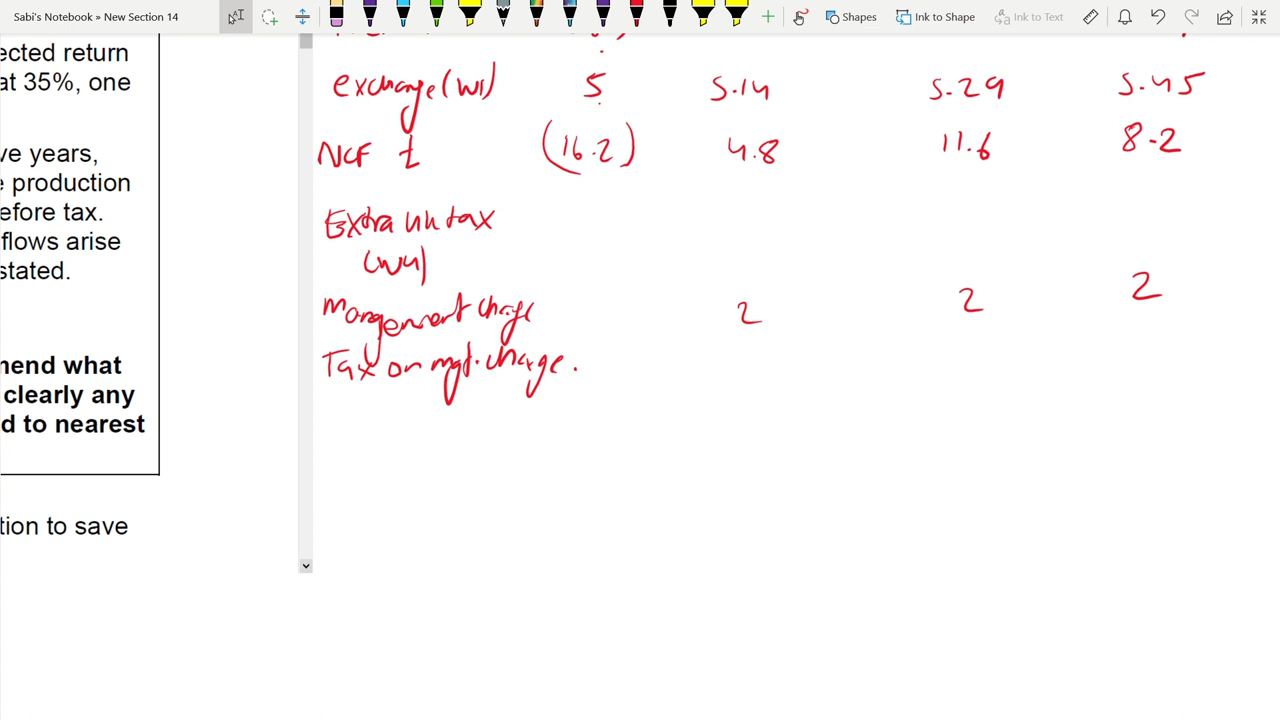 Sabi's Notebook » New Section 14
Shapes
Ink to Shape
Ink to Text
ected return
at 35%, one
ve years,
e production
efore tax.
flows arise
stated.
nend what
clearly any
d to nearest
tion to save
exchange (W1) 5 5.14 5.29 5.45
NCF £ (16.2) 4.8 11.6 8.2
Extra UK tax
(W4)
Mangement charge 2 2 2
Tax on mgt. charge.